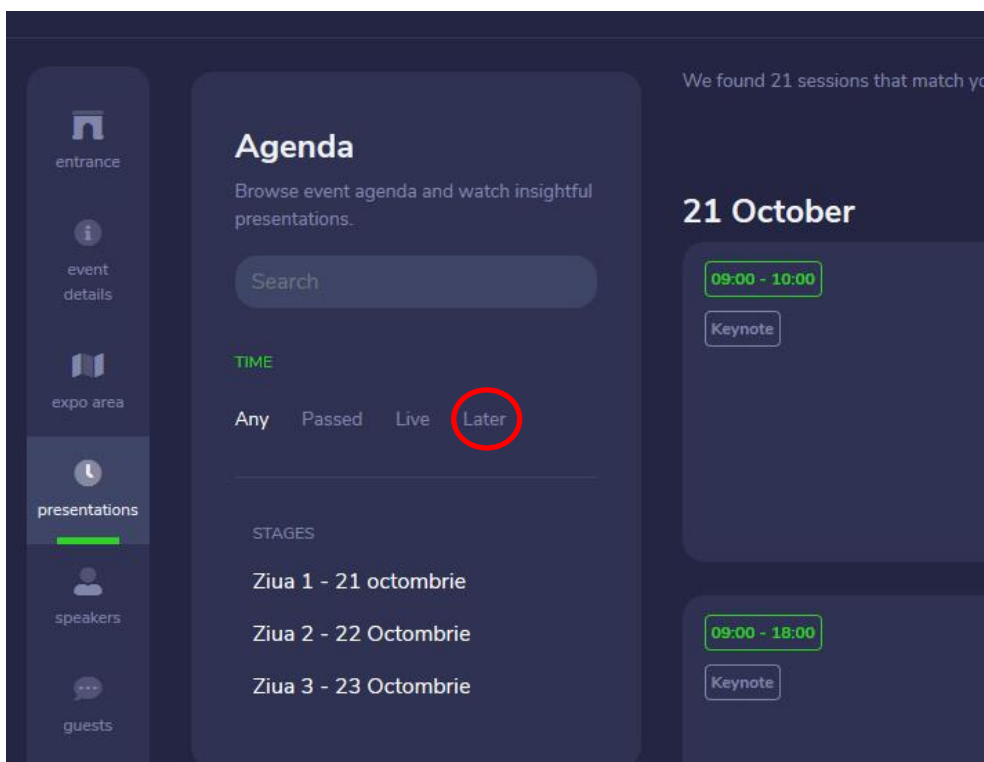 entrance
event
details
expo area
presentations
speakers
guests
Agenda
Browse event agenda and watch insightful
presentations.
Search
TIME
Any Passed Live Later
STAGES
Ziua 1 - 21 octombrie
Ziua 2 - 22 Octombrie
Ziua 3 - 23 Octombrie
We found 21 sessions that match
21 October
09:00 - 10:00
Keynote
09:00 - 18:00
Keynote